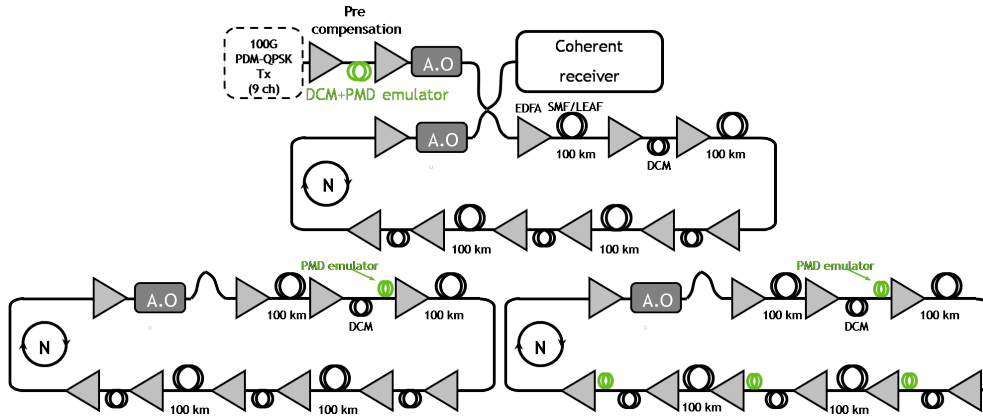 Pre
compensation
100G
PDM-QPSK
Tx
(9 ch)
A.O
Coherent
receiver
DCM+PMD emulator
EDFA
SMF/LEAF
A.O
100 km
DCM
100 km
N
100 km
100 km
PMD emulator
A.O
100 km
DCM
100 km
N
100 km
100 km
PMD emulator
A.O
100 km
DCM
100 km
N
100 km
100 km